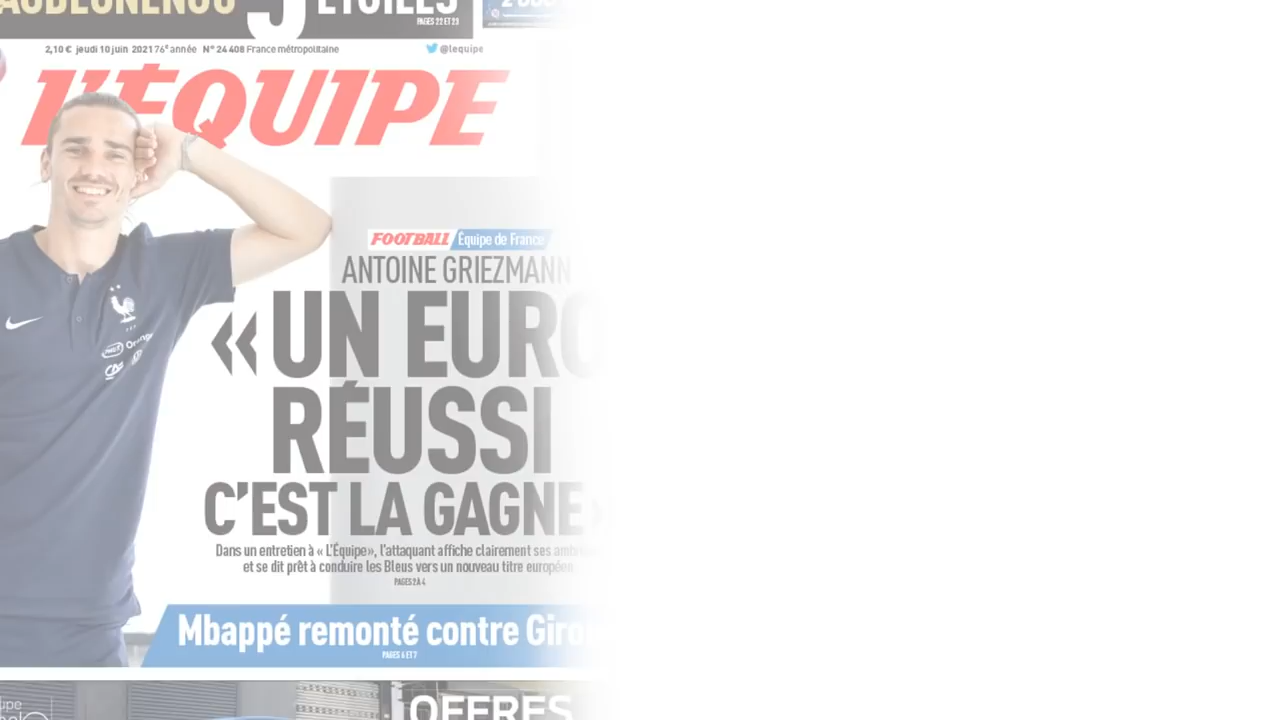 5 ÉTOILES
PAGES 22 ET 23
2,10 € jeudi 10 juin 2021 76e année N° 24 408 France métropolitaine
@lequipe
L'ÉQUIPE
FOOTBALL Équipe de France
ANTOINE GRIEZMANN
« UN EURO
RÉUSSI
C'EST LA GAGNE »
Dans un entretien à « L'Équipe», l'attaquant affiche clairement ses
et se dit prêt à conduire les Bleus vers un nouveau titre européen
PAGES 2 À 4
Mbappé remonté contre
PAGES 6 ET 7
OFFRES